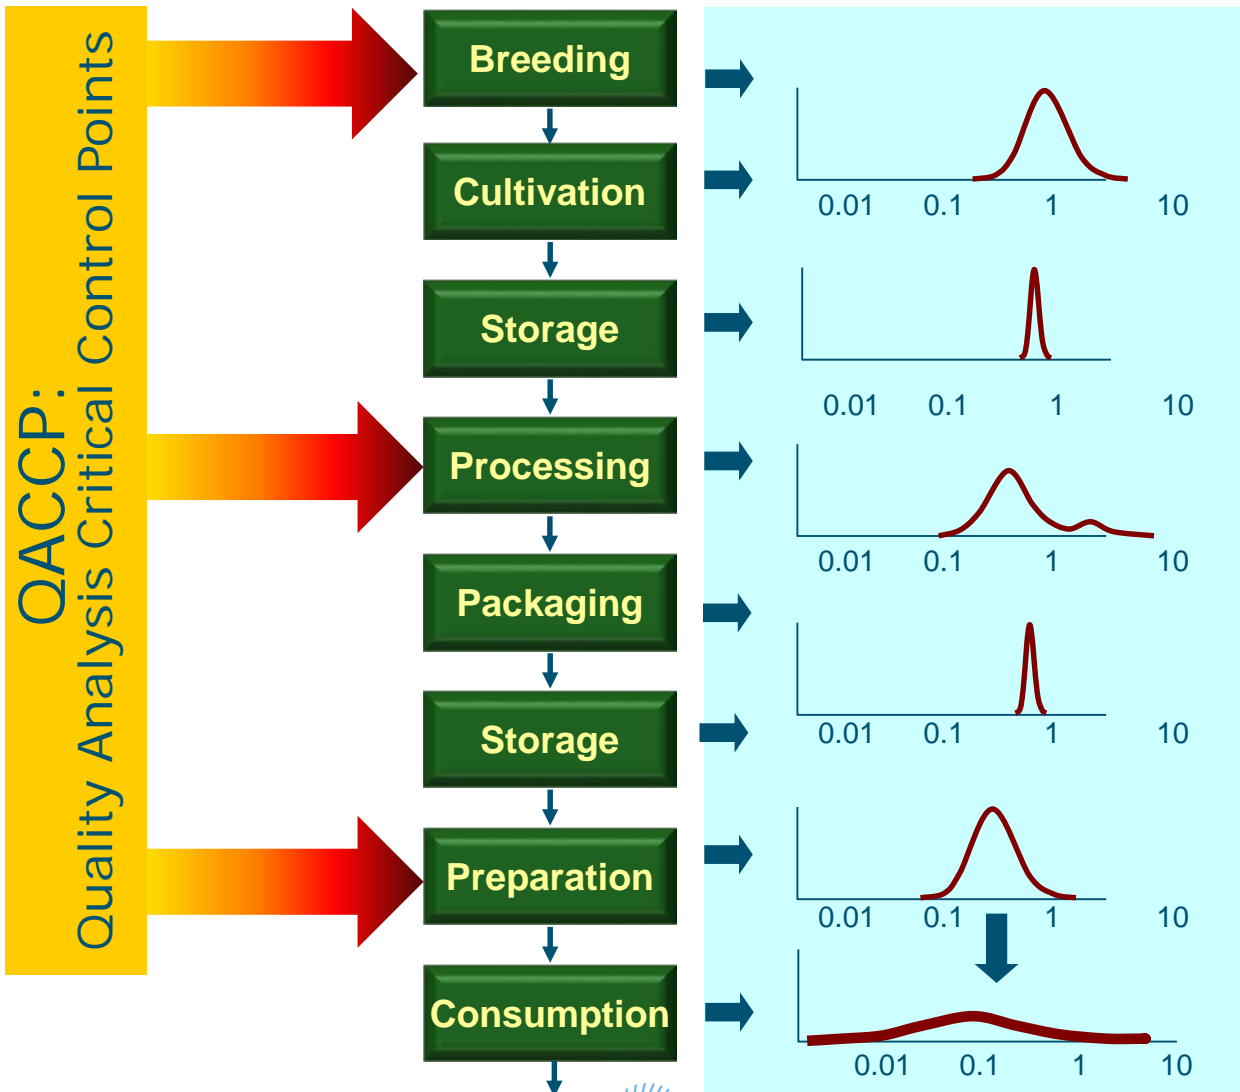 QACCP:
Quality Analysis Critical Control Points
Breeding
Cultivation
Storage
Processing
Packaging
Storage
Preparation
Consumption
0.01 0.1 1 10
0.01 0.1 1 10
0.01 0.1 1 10
0.01 0.1 1 10
0.01 0.1 1 10
0.01 0.1 1 10